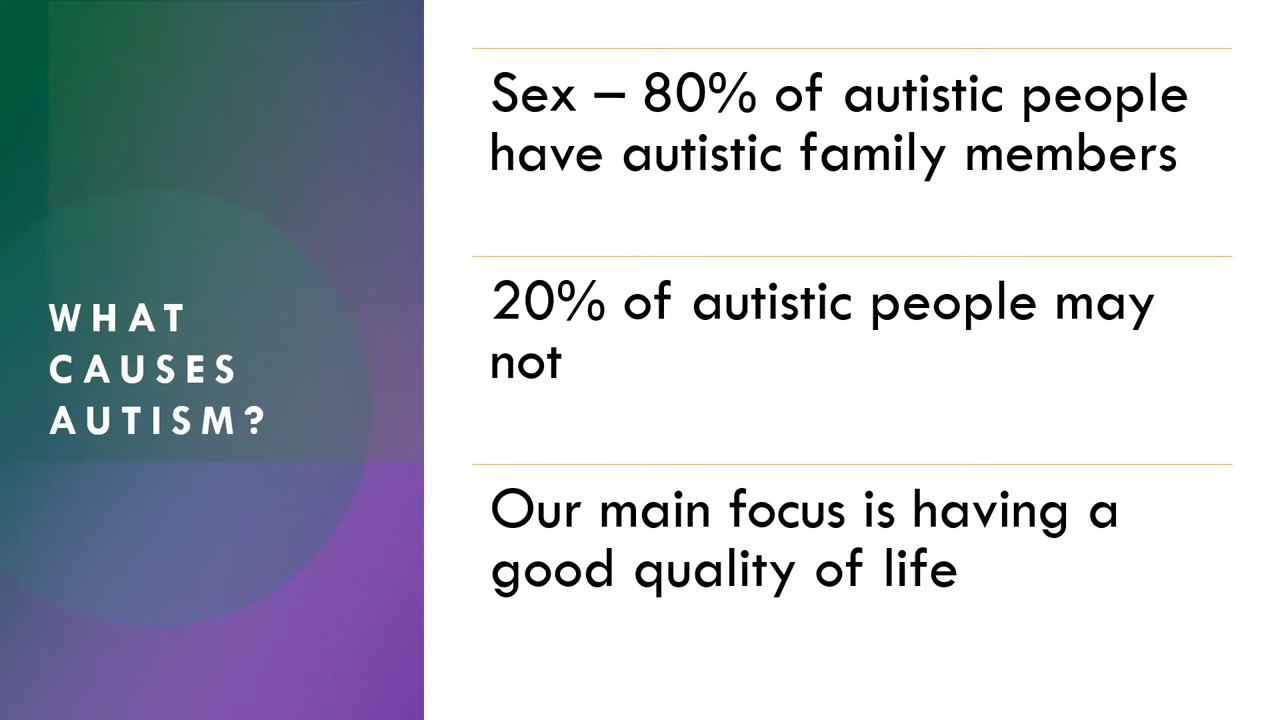 WHAT
CAUSES
AUTISM?
Sex – 80% of autistic people
have autistic family members
20% of autistic people may
not
Our main focus is having a
good quality of life